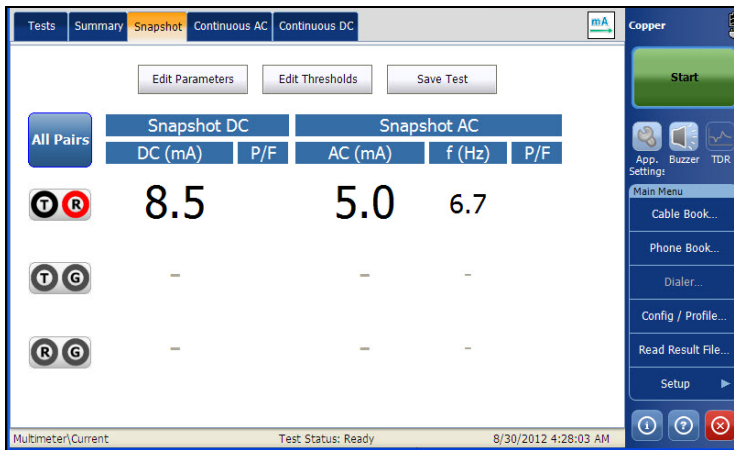 Tests Summary Snapshot Continuous AC Continuous DC mA
Edit Parameters Edit Thresholds Save Test
All Pairs
Snapshot DC Snapshot AC
DC (mA) P/F AC (mA) f (Hz) P/F
T R 8.5 5.0 6.7
T G – – –
R G – – –
Multimeter\Current Test Status: Ready 8/30/2012 4:28:03 AM
Copper
Start
App. Settings Buzzer TDR
Main Menu
Cable Book...
Phone Book...
Dialer...
Config / Profile...
Read Result File...
Setup